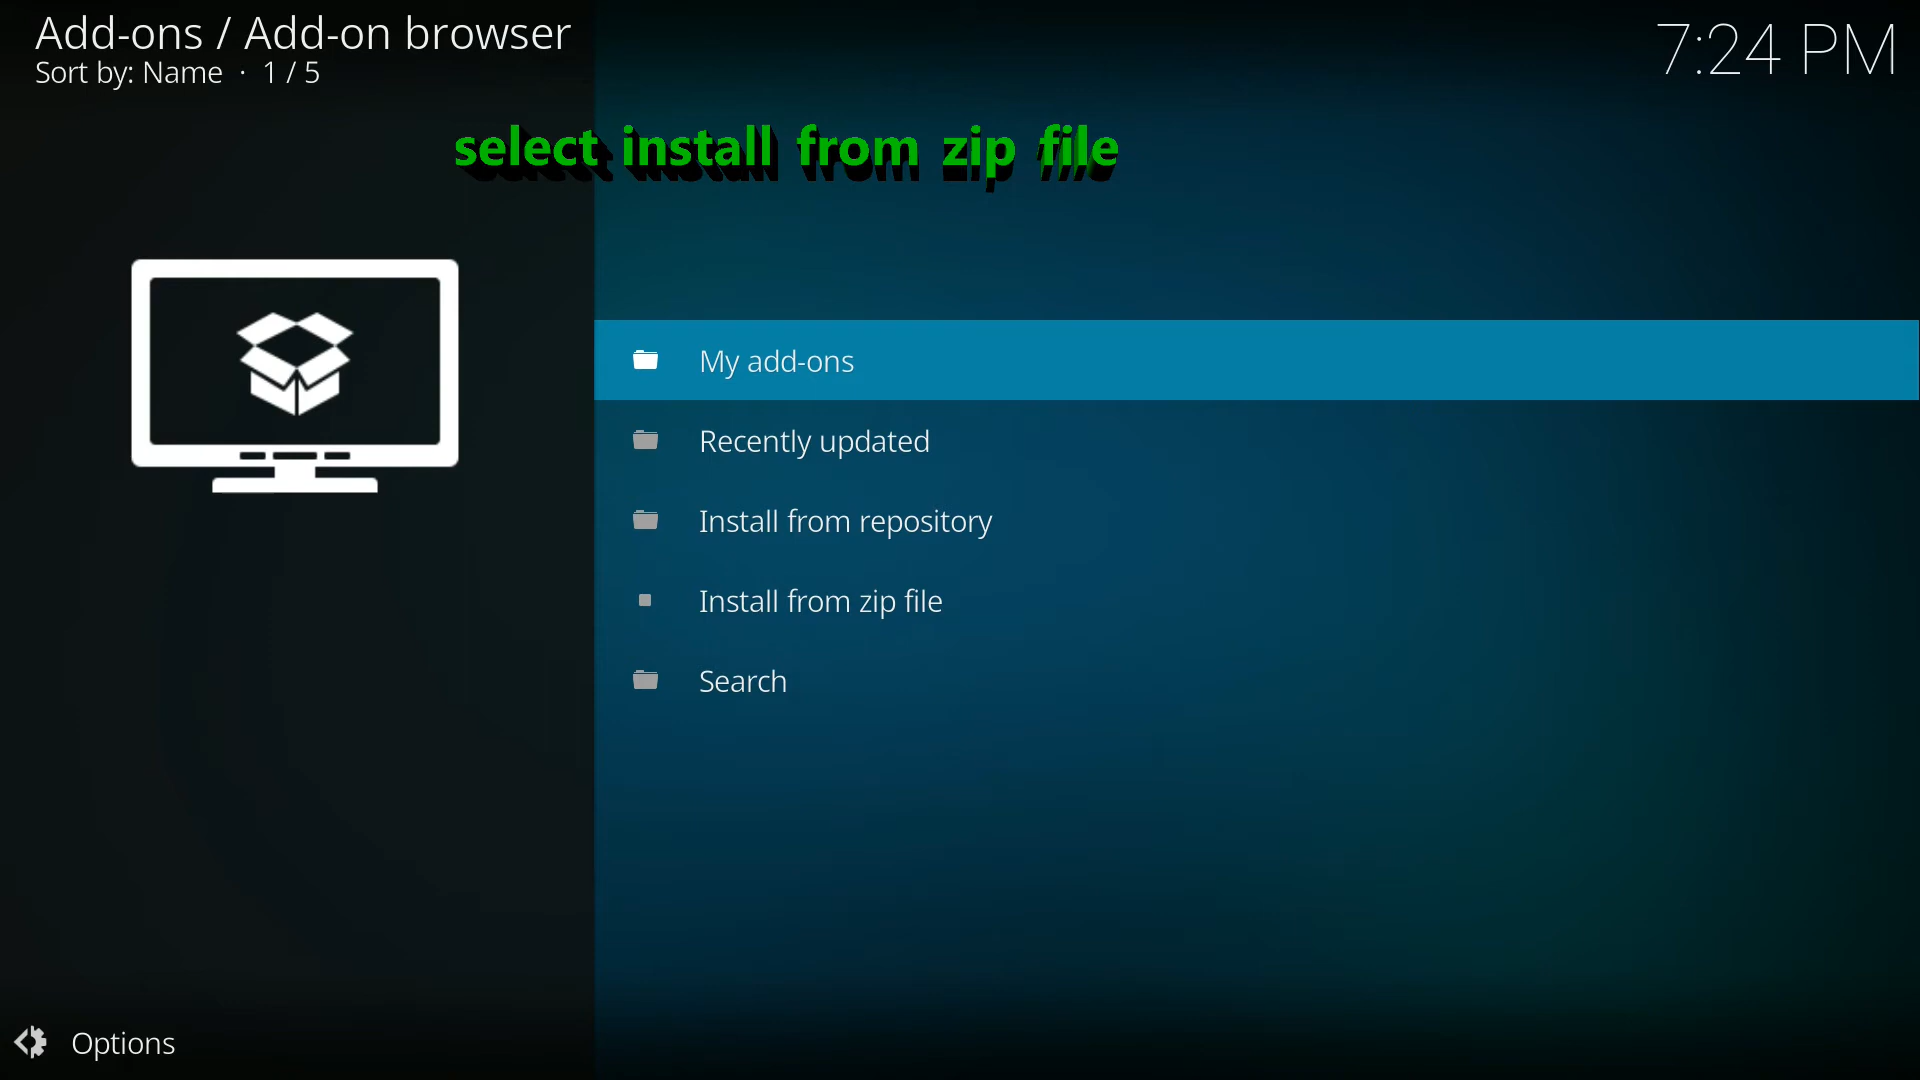 Add-ons / Add-on browser
Sort by: Name · 1 / 5
7:24 PM
select install from zip file
My add-ons
Recently updated
Install from repository
Install from zip file
Search
Options